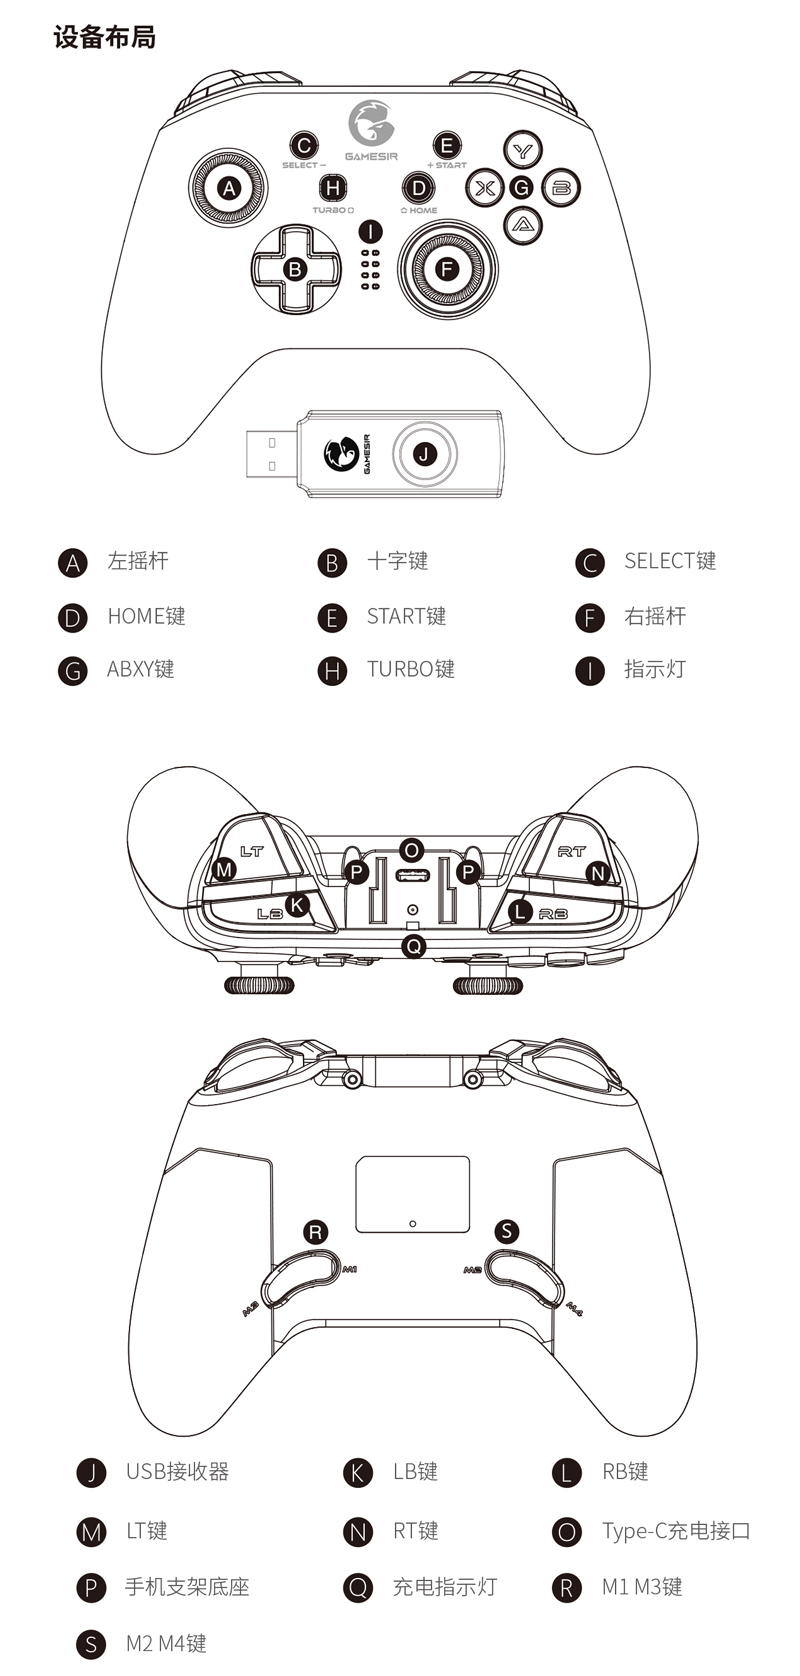 设备布局
C
E
Y
GAMESIR
SELECT −
+ START
A
H
D
X
G
B
TURBO
HOME
I
A
B
F
J
GAMESIR
A 左摇杆
B 十字键
C SELECT键
D HOME键
E START键
F 右摇杆
G ABXY键
H TURBO键
I 指示灯
LT
O
RT
M
P
P
N
K
LB
L
RB
Q
R
S
M1
M2
M3
M4
J USB接收器
K LB键
L RB键
M LT键
N RT键
O Type-C充电接口
P 手机支架底座
Q 充电指示灯
R M1 M3键
S M2 M4键